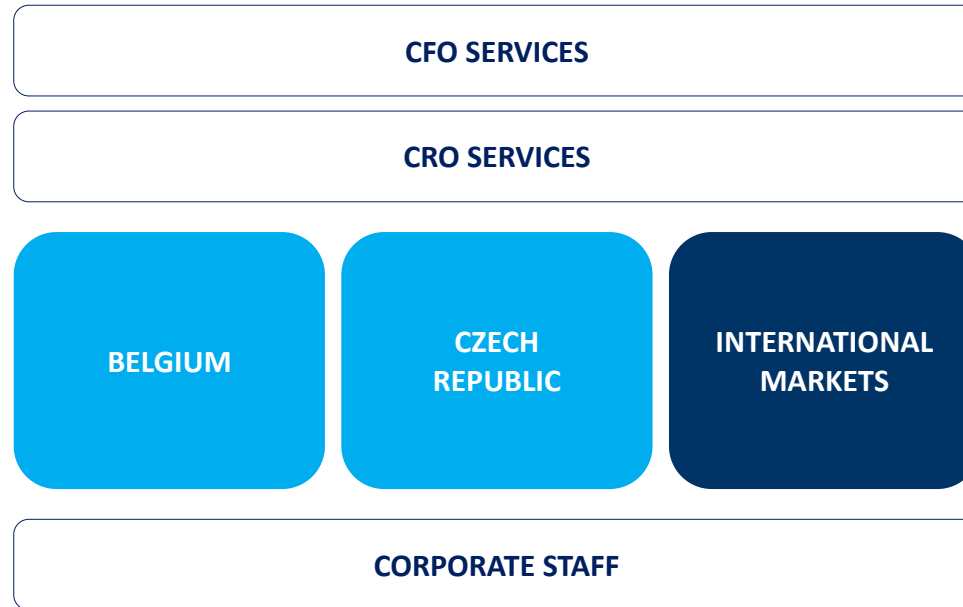 CFO SERVICES
CRO SERVICES
BELGIUM
CZECH
REPUBLIC
INTERNATIONAL
MARKETS
CORPORATE STAFF